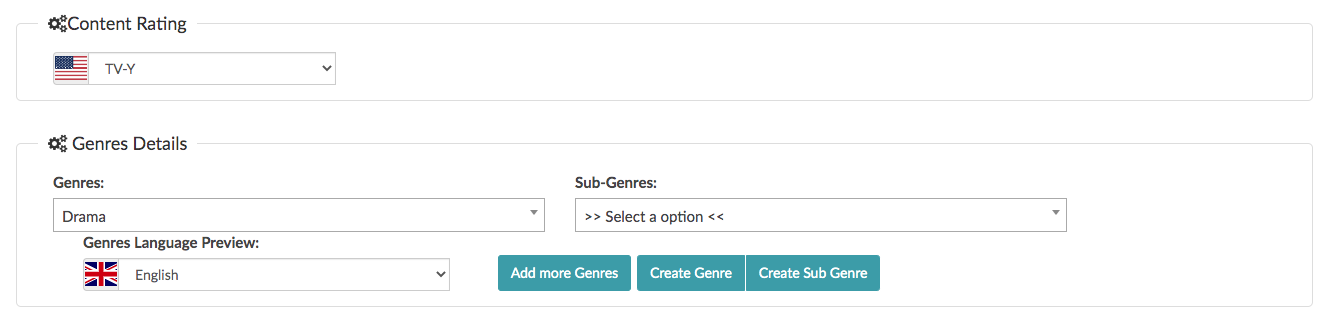 Content Rating
TV-Y
Genres Details
Genres: Sub-Genres:
Drama >> Select a option <<
Genres Language Preview:
English Add more Genres Create Genre Create Sub Genre